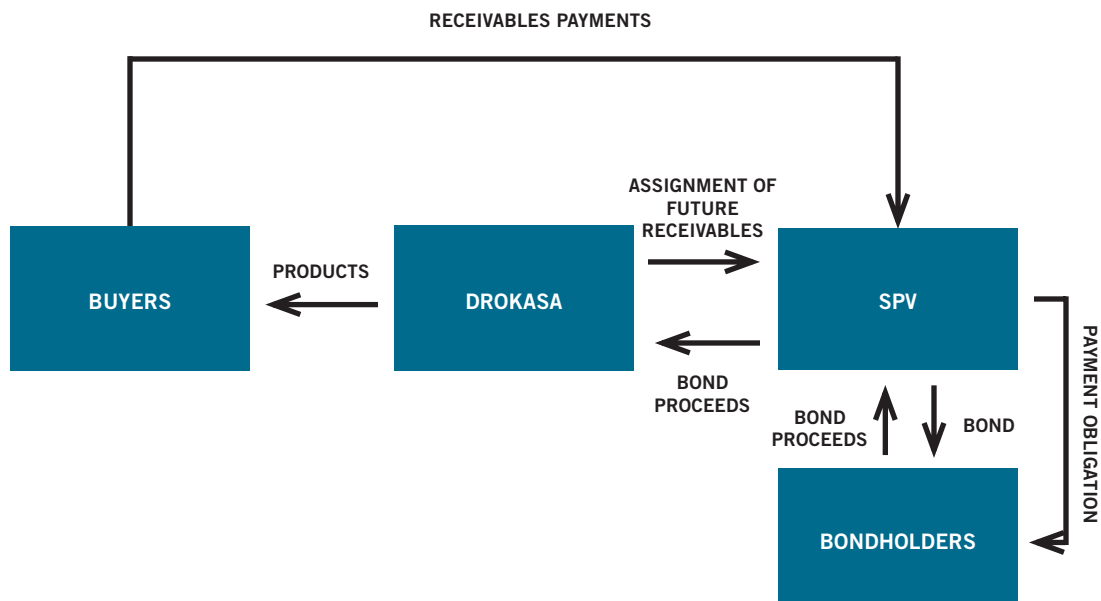 RECEIVABLES PAYMENTS
ASSIGNMENT OF
FUTURE
RECEIVABLES
BUYERS
PRODUCTS
DROKASA
SPV
BOND
PROCEEDS
BOND
PROCEEDS
BOND
PAYMENT OBLIGATION
BONDHOLDERS